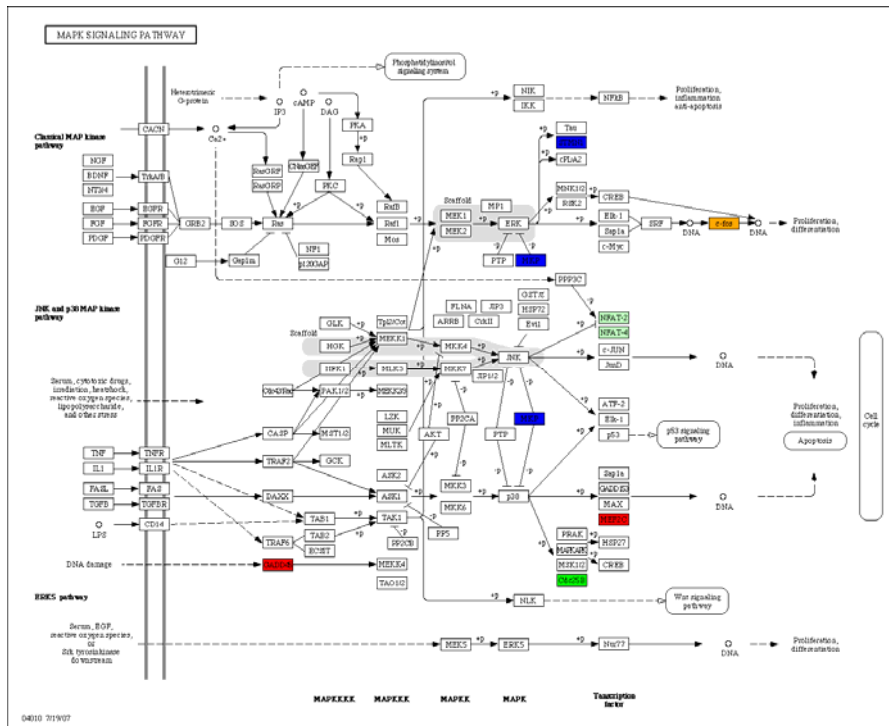 MAPK SIGNALING PATHWAY
Phosphatidylinositol
signaling system
Heterotrimeric
G-protein
IP3
cAMP
DAG
Ca2+
CACN
PKA
+p
Rap1
NIK
IKK
NFkB
Proliferation,
inflammation
anti-apoptosis
Classical MAP kinase
pathway
NGF
BDNF
NT3/4
TrkA/B
EGF
EGFR
FGF
FGFR
PDGF
PDGFR
GRB2
SOS
Ras
RasGRF
RasGRP
CNasGEF
PKC
G12
Gap1m
NF1
p120GAP
RafB
Raf1
Mos
Scaffold
MEK1
MEK2
MP1
ERK
PTP
MKP
Tau
cPLA2
MNK1/2
RSK2
CREB
Elk-1
Sap1a
c-Myc
SRF
DNA
c-fos
DNA
Proliferation,
differentiation
PPP3C
JNK and p38 MAP kinase
pathway
Scaffold
GLK
HGK
HPK1
Tpl2/Cot
MEKK1
MLK3
MEKK2/3
FLNA
JIP3
ARRB
CrkII
GSTπ
HSP72
Evi1
MKK4
MKK7
JIP1/2
JNK
NFAT-2
NFAT-4
c-JUN
JunD
DNA
Serum, cytotoxic drugs,
irradiation, heatshock,
reactive oxygen species,
lipopolysaccharide,
and other stress
Cdc42/Rac
PAK1/2
CASP
MST1/2
TRAF2
GCK
LZK
MUK
MLTK
AKT
PP2CA
PTP
MKP
ATF-2
Elk-1
p53
p53 signaling
pathway
Proliferation,
differentiation,
inflammation
Apoptosis
Cell
cycle
TNF
TNFR
IL1
IL1R
FASL
FAS
TGFB
TGFBR
LPS
CD14
DAXX
ASK2
ASK1
TAK1
MKK3
MKK6
p38
TAB1
TAB2
ECSIT
TRAF6
PP2CB
PP5
Sap1a
GADD153
MAX
MEF2C
DNA
PRAK
MAPKAPK
MSK1/2
HSP27
CREB
Cdc25B
DNA damage
GADD45
MEKK4
TAO1/2
NLK
Wnt signaling
pathway
ERK5 pathway
Serum, EGF,
reactive oxygen species,
or
Src tyrosine kinase
downstream
MEK5
ERK5
Nur77
DNA
Proliferation,
differentiation
MAPKKKK
MAPKKK
MAPKK
MAPK
Transcription
factor
04010 7/19/07